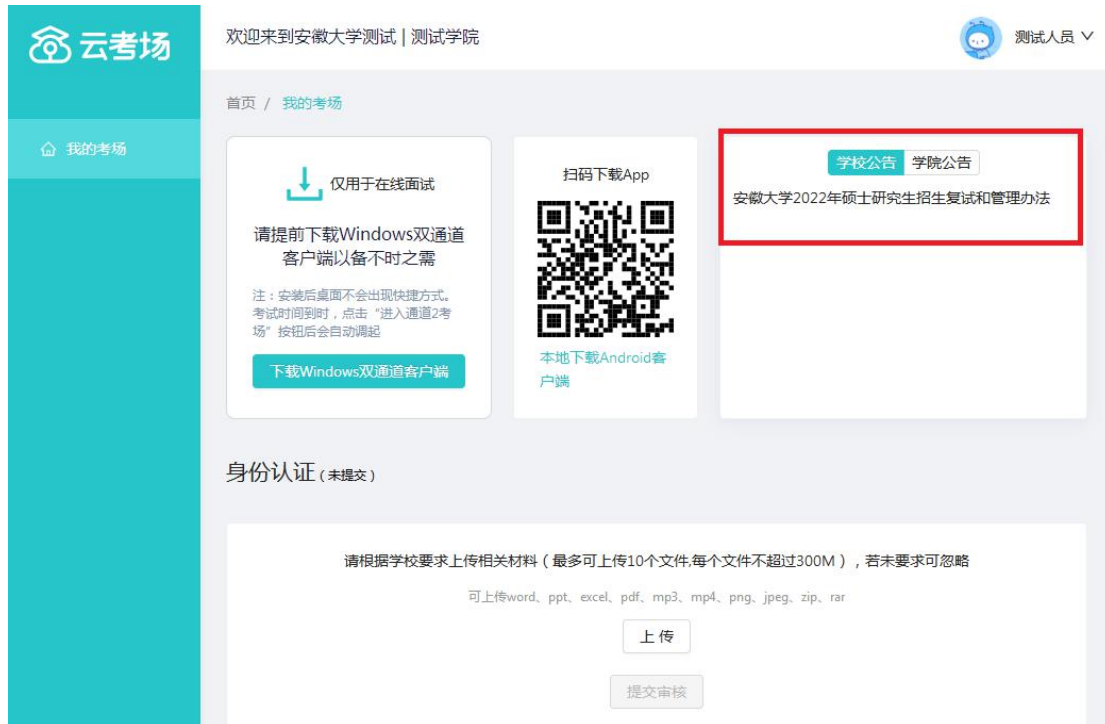 云考场
欢迎来到安徽大学测试 | 测试学院
测试人员
首页 / 我的考场
我的考场
仅用于在线面试
请提前下载Windows双通道
客户端以备不时之需
注：安装后桌面不会出现快捷方式。
考试时间到时，点击“进入通道2考
场”按钮后会自动调起
下载Windows双通道客户端
扫码下载App
本地下载Android客
户端
学校公告 学院公告
安徽大学2022年硕士研究生招生复试和管理办法
身份认证（未提交）
请根据学校要求上传相关材料（最多可上传10个文件,每个文件不超过300M），若未要求可忽略
可上传word、ppt、excel、pdf、mp3、mp4、png、jpeg、zip、rar
上 传
提交审核